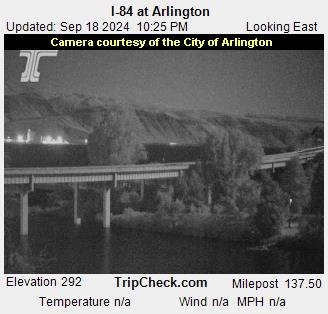 I-84 at Arlington
Updated: Sep 18 2024 10:25 PM Looking East
Camera courtesy of the City of Arlington
Elevation 292 TripCheck.com Milepost 137.50
Temperature n/a Wind n/a MPH n/a